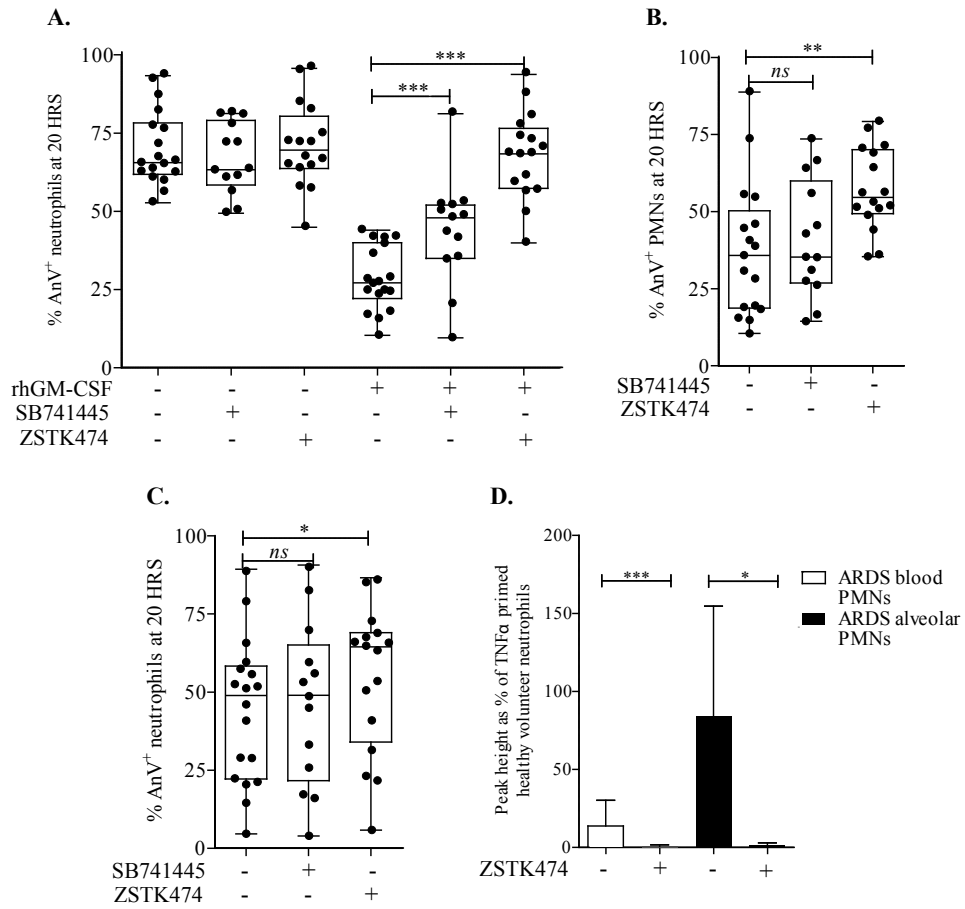 A.
% AnV⁺ neutrophils at 20 HRS
100
75
50
25
0
***
***
rhGM-CSF - - - + + +
SB741445 - + - - + -
ZSTK474 - - + - - +
B.
% AnV⁺ PMNs at 20 HRS
100
75
50
25
0
**
ns
SB741445 - + -
ZSTK474 - - +
C.
% AnV⁺ neutrophils at 20 HRS
100
75
50
25
0
*
ns
SB741445 - + -
ZSTK474 - - +
D.
Peak height as % of TNFα primed
healthy volunteer neutrophils
200
150
100
50
0
***
*
ZSTK474 - + - +
ARDS blood
PMNs
ARDS alveolar
PMNs